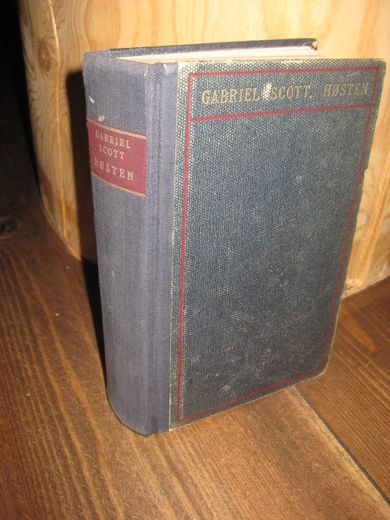 GABRIEL SCOTT. HØSTEN
GABRIEL
SCOTT
HØSTEN